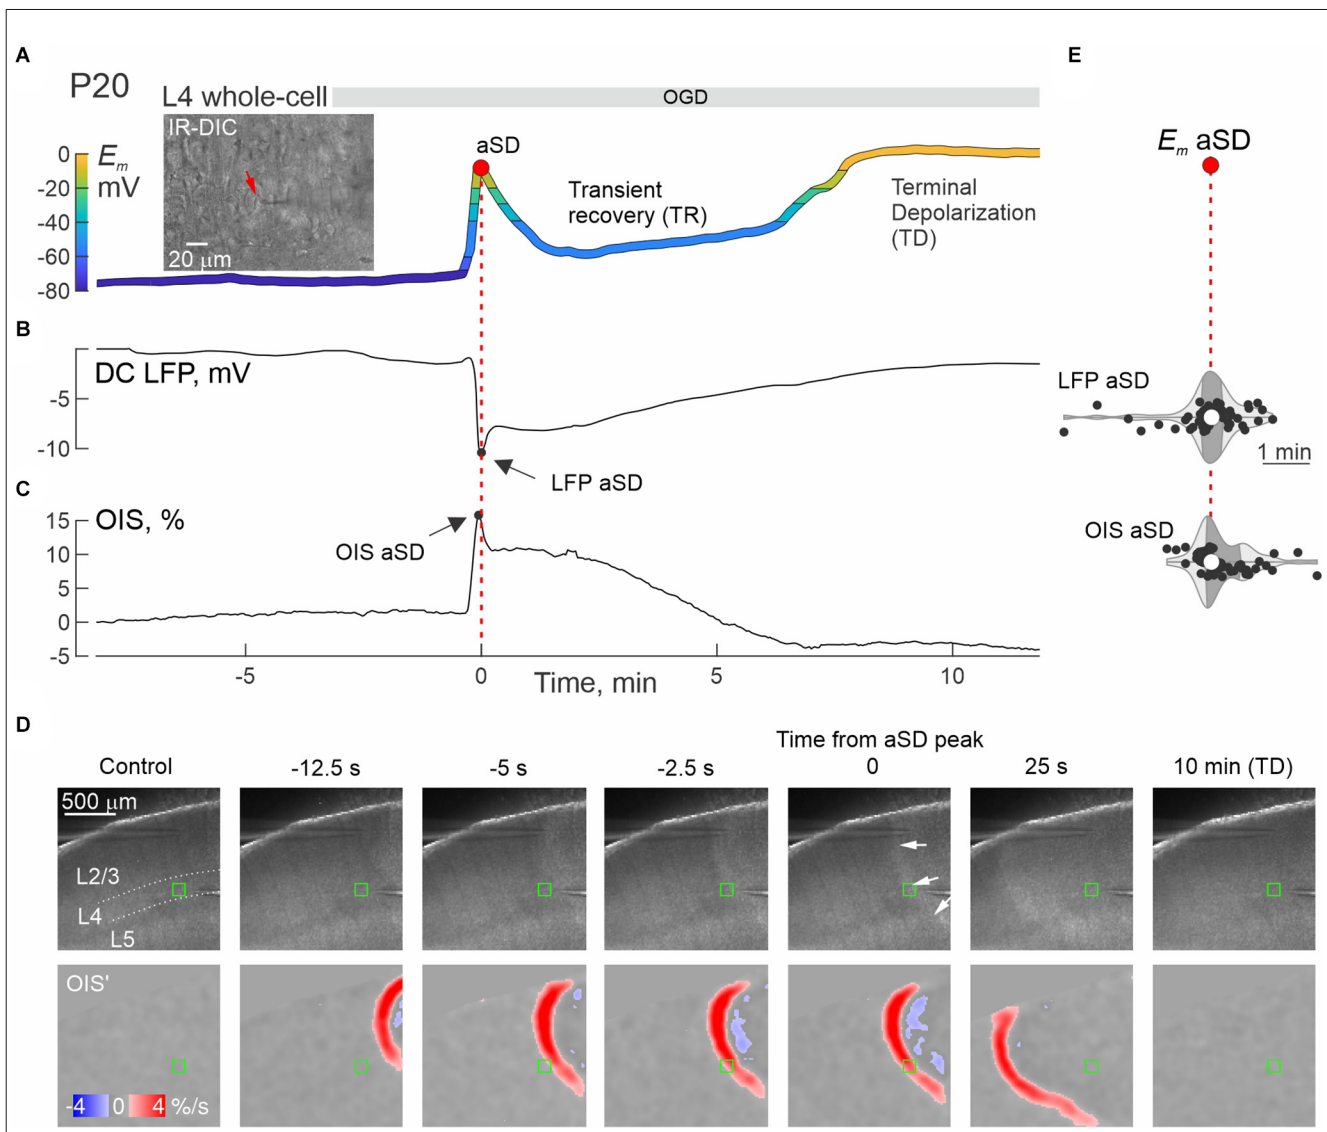 A
E
P20
L4 whole-cell
OGD
IR-DIC
aSD
0
-20
-40
-60
-80
Em
mV
20 μm
Transient
recovery (TR)
Terminal
Depolarization
(TD)
Em aSD
B
DC LFP, mV
-5
-10
LFP aSD
LFP aSD
1 min
C
OIS, %
15
10
5
0
-5
OIS aSD
OIS aSD
-5
0
5
10
Time, min
D
Time from aSD peak
Control
-12.5 s
-5 s
-2.5 s
0
25 s
10 min (TD)
500 μm
L2/3
L4
L5
OIS'
-4 0 4 %/s